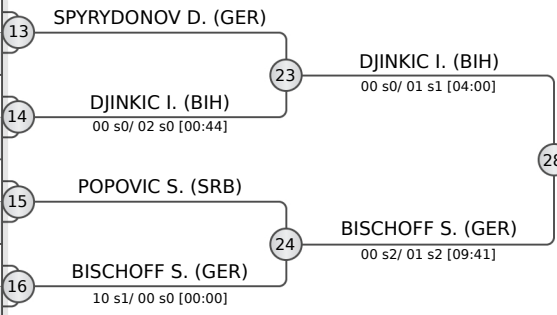 SPYRYDONOV D. (GER)
13
DJINKIC I. (BIH)
23
00 s0/ 01 s1 [04:00]
DJINKIC I. (BIH)
14
00 s0/ 02 s0 [00:44]
28
POPOVIC S. (SRB)
15
BISCHOFF S. (GER)
24
00 s2/ 01 s2 [09:41]
BISCHOFF S. (GER)
16
10 s1/ 00 s0 [00:00]